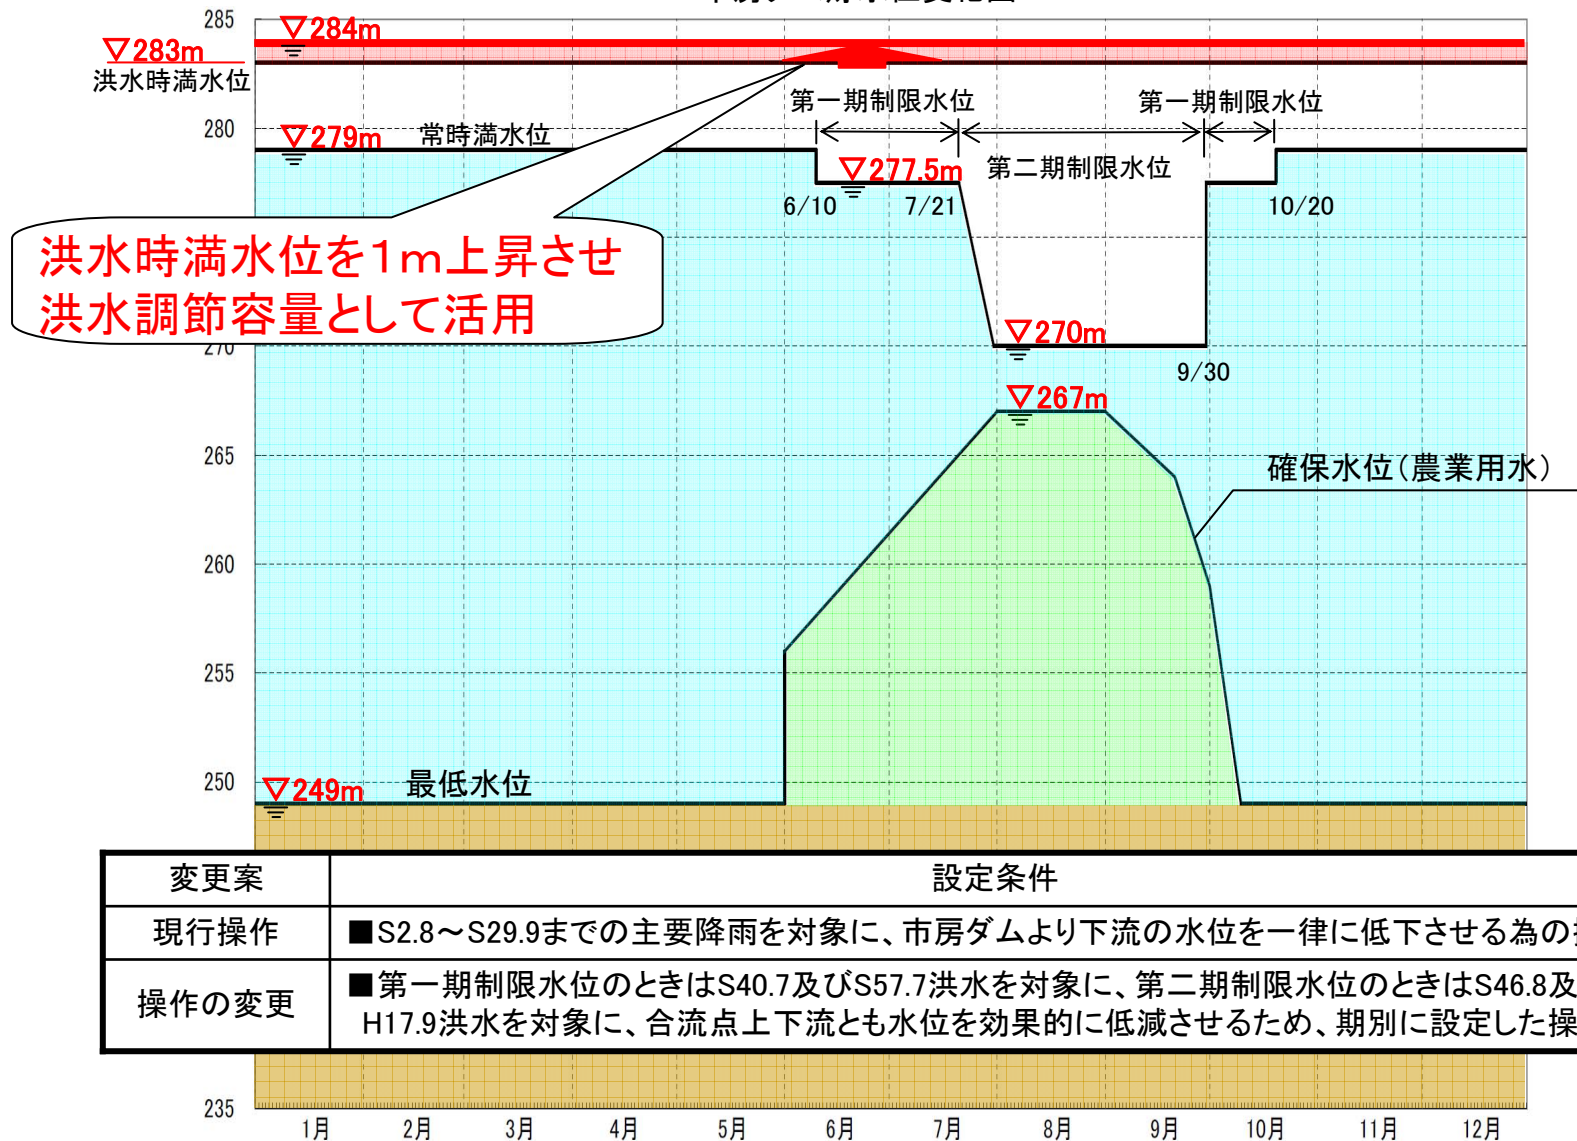 285
▽284m
▽283m
洪水時満水位
第一期制限水位
第一期制限水位
280
▽279m
常時満水位
▽277.5m
第二期制限水位
6/10
7/21
10/20
洪水時満水位を1m上昇させ
洪水調節容量として活用
270
▽270m
9/30
▽267m
265
確保水位(農業用水)
260
255
250
▽249m
最低水位
変更案
設定条件
現行操作
■S2.8～S29.9までの主要降雨を対象に、市房ダムより下流の水位を一律に低下させる為の
操作の変更
■第一期制限水位のときはS40.7及びS57.7洪水を対象に、第二期制限水位のときはS46.8及
H17.9洪水を対象に、合流点上下流とも水位を効果的に低減させるため、期別に設定した操
235
1月 2月 3月 4月 5月 6月 7月 8月 9月 10月 11月 12月